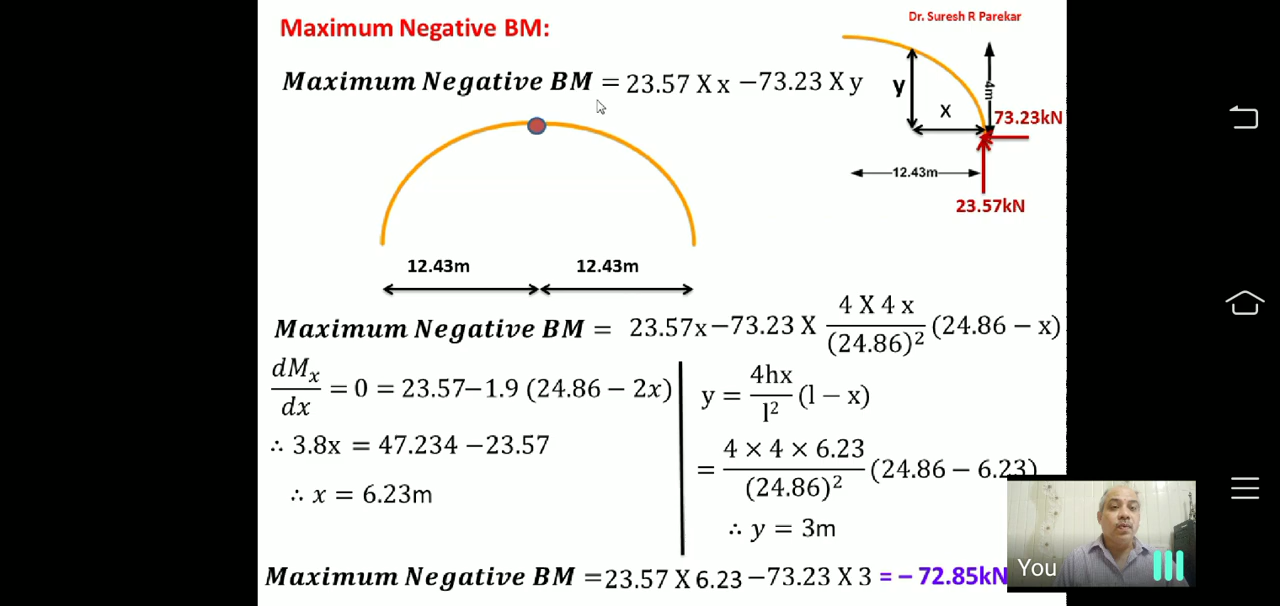 Dr. Suresh R Parekar
Maximum Negative BM:
Maximum Negative BM = 23.57 X x −73.23 X y
y
x
4m
73.23kN
12.43m
23.57kN
12.43m 12.43m
Maximum Negative BM = 23.57x−73.23 X 4 X 4 x / (24.86)² (24.86 − x)
dMₓ/dx = 0 = 23.57−1.9 (24.86 − 2x)
∴ 3.8x = 47.234 −23.57
∴ x = 6.23m
y = 4hx / l² (l − x)
= 4 × 4 × 6.23 / (24.86)² (24.86 − 6.23)
∴ y = 3m
Maximum Negative BM = 23.57 X 6.23 −73.23 X 3 = − 72.85kN
You